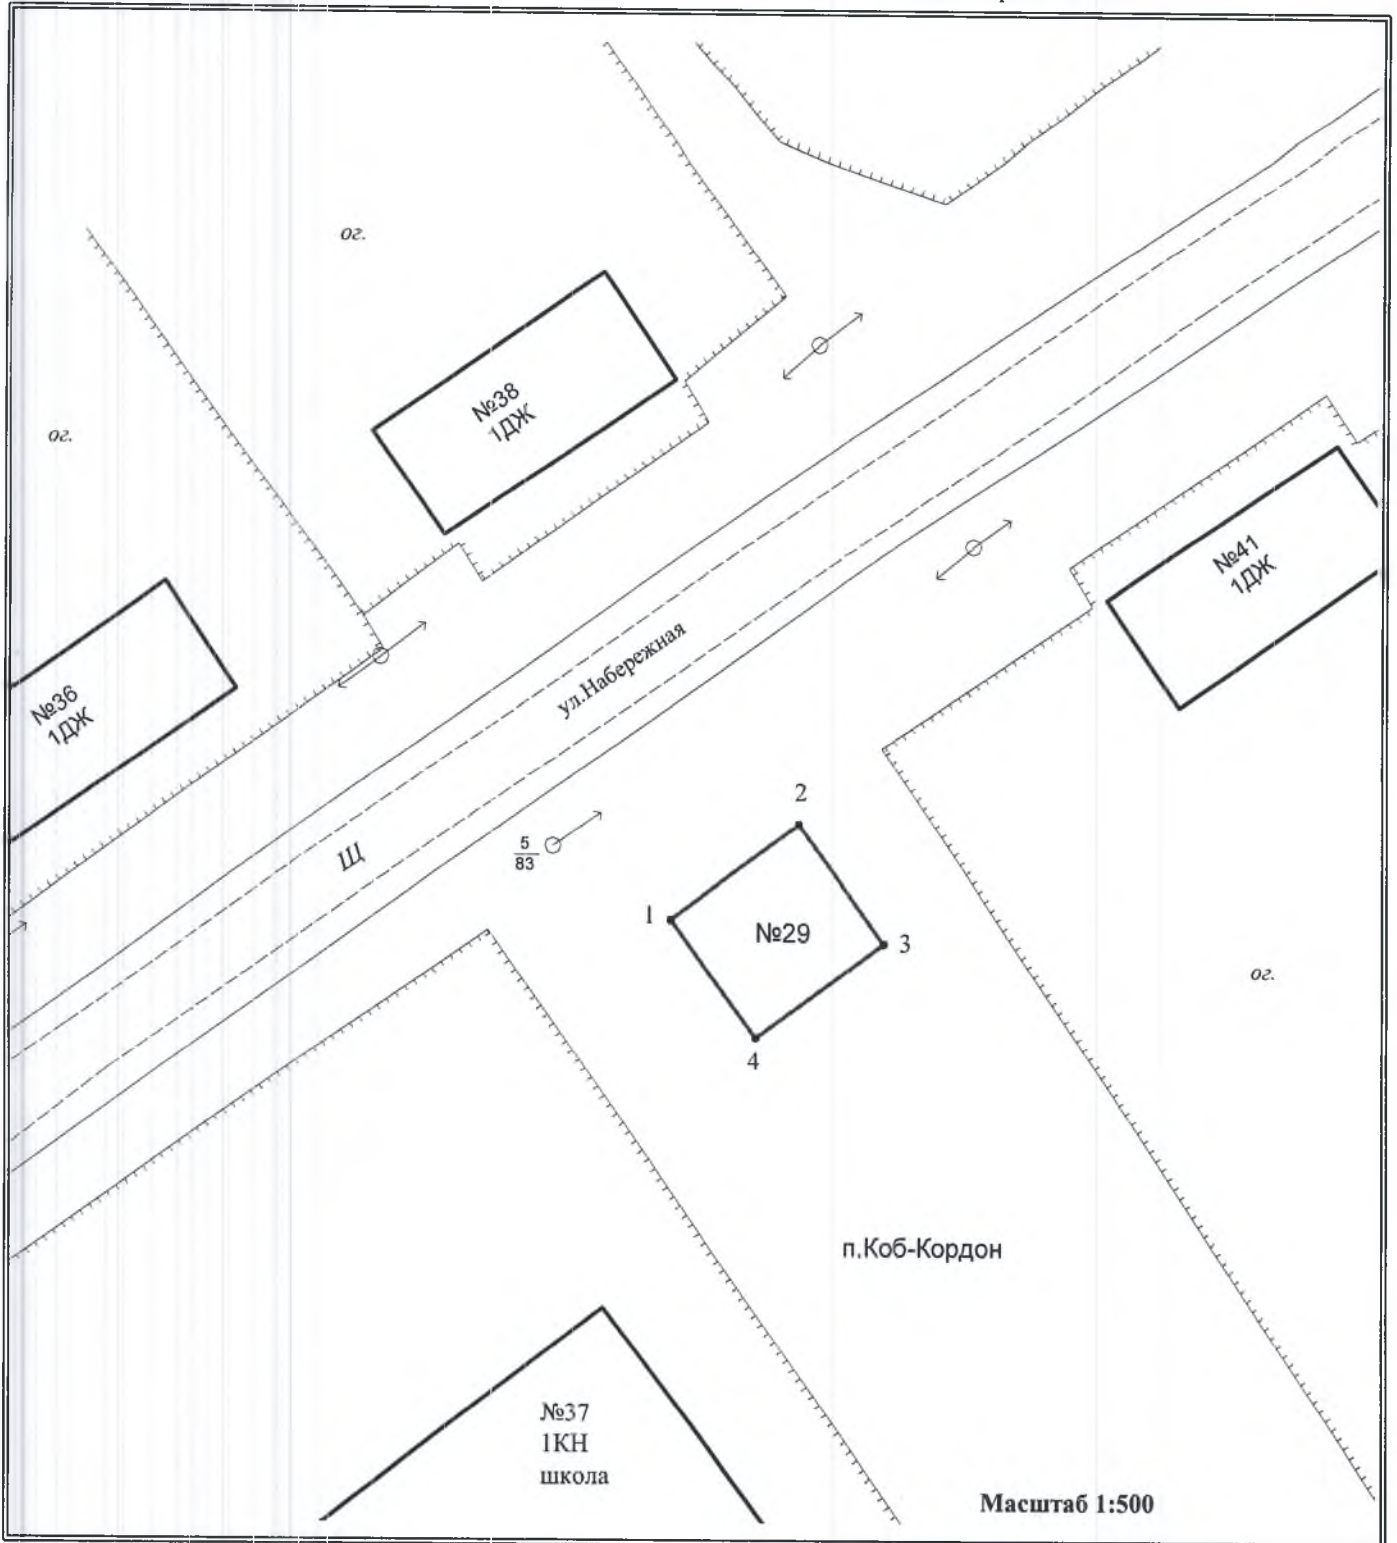 ог.
ог.
№38
1ДЖ
№41
1ДЖ
№36
1ДЖ
ул.Набережная
Щ
5
83
2
1
№29
3
4
ог.
п.Коб-Кордон
№37
1КН
школа
Масштаб 1:500